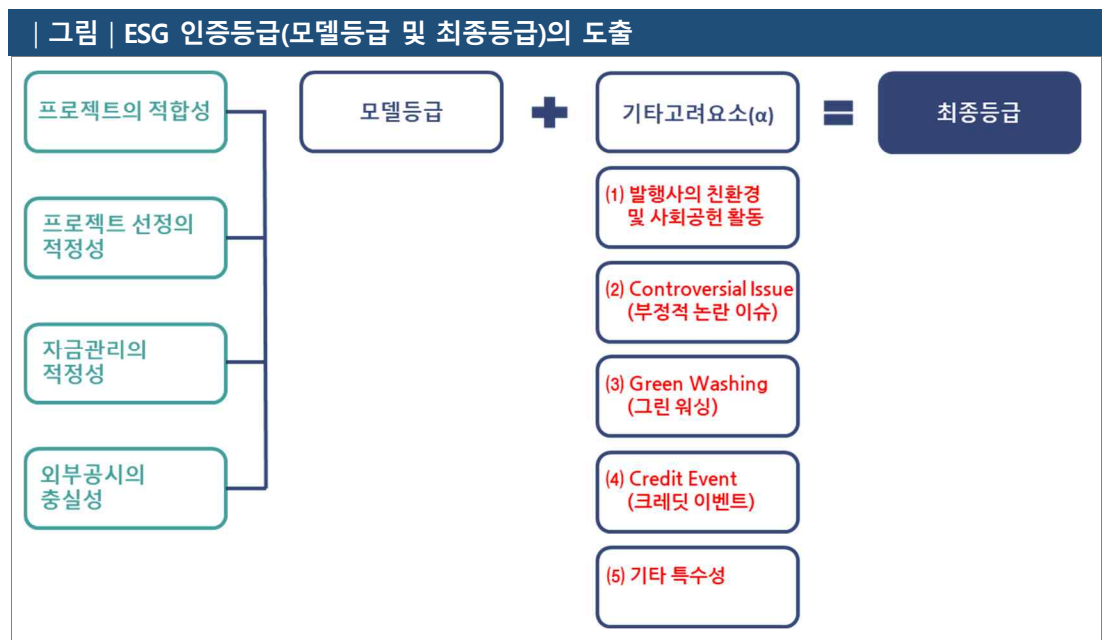 | 그림 | ESG 인증등급(모델등급 및 최종등급)의 도출
프로젝트의 적합성
프로젝트 선정의
적정성
자금관리의
적정성
외부공시의
충실성
모델등급
+
기타고려요소(α)
(1) 발행사의 친환경
및 사회공헌 활동
(2) Controversial Issue
(부정적 논란 이슈)
(3) Green Washing
(그린 워싱)
(4) Credit Event
(크레딧 이벤트)
(5) 기타 특수성
=
최종등급